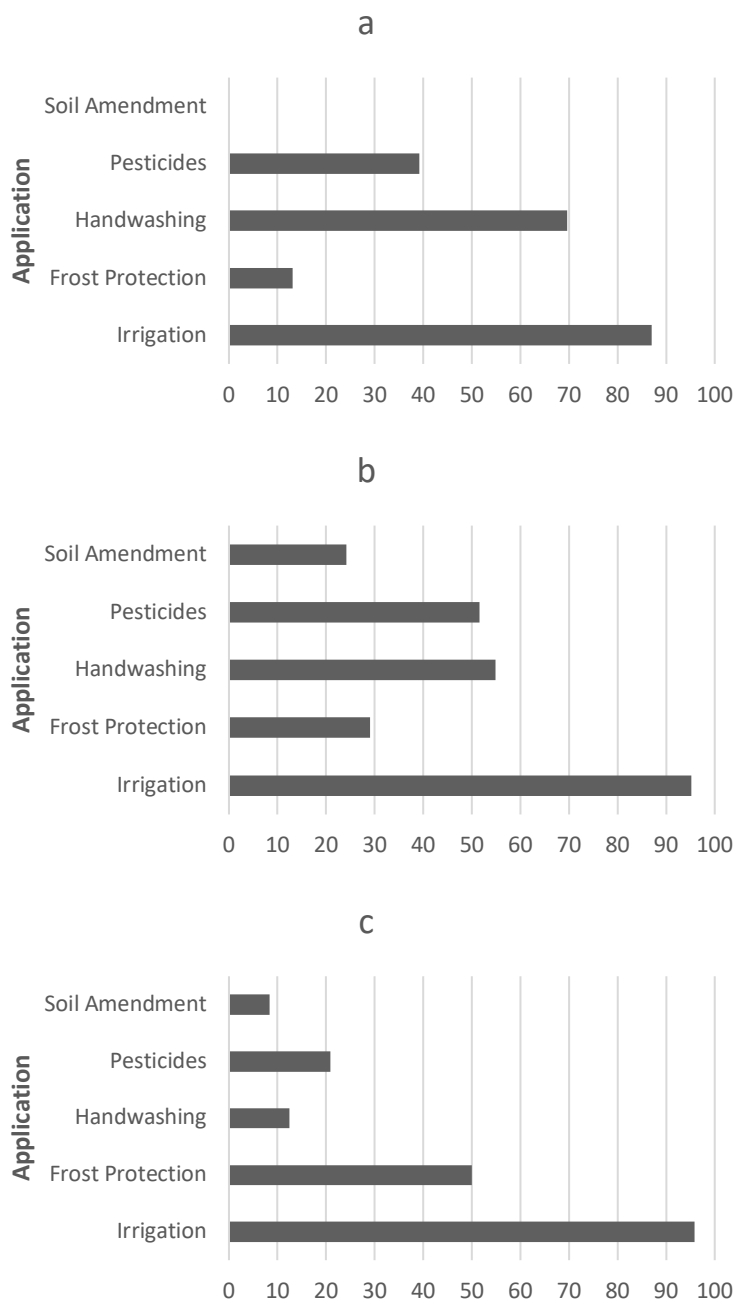 a
Soil Amendment
Pesticides
Handwashing
Frost Protection
Irrigation
Application
0 10 20 30 40 50 60 70 80 90 100
b
Soil Amendment
Pesticides
Handwashing
Frost Protection
Irrigation
Application
0 10 20 30 40 50 60 70 80 90 100
c
Soil Amendment
Pesticides
Handwashing
Frost Protection
Irrigation
Application
0 10 20 30 40 50 60 70 80 90 100